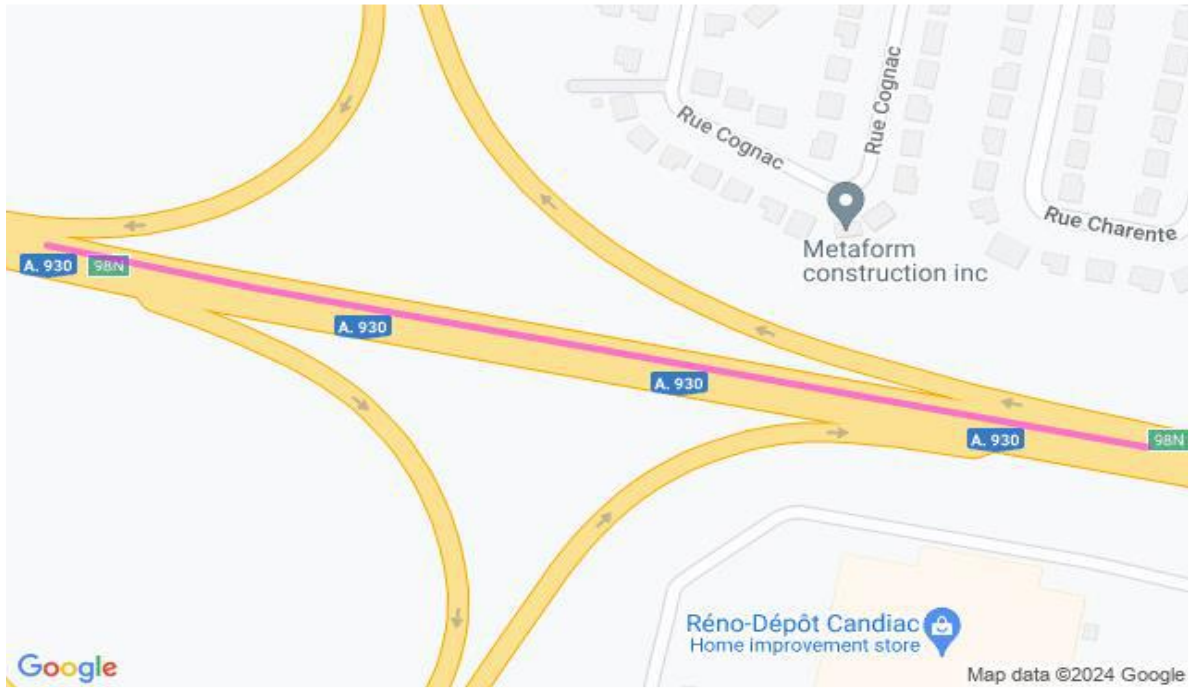 Rue Cognac
Rue Cognac
Rue Charente
Metaform
construction inc
A. 930
98N
A. 930
A. 930
A. 930
98N
Réno-Dépôt Candiac
Home improvement store
Google
Map data ©2024 Google